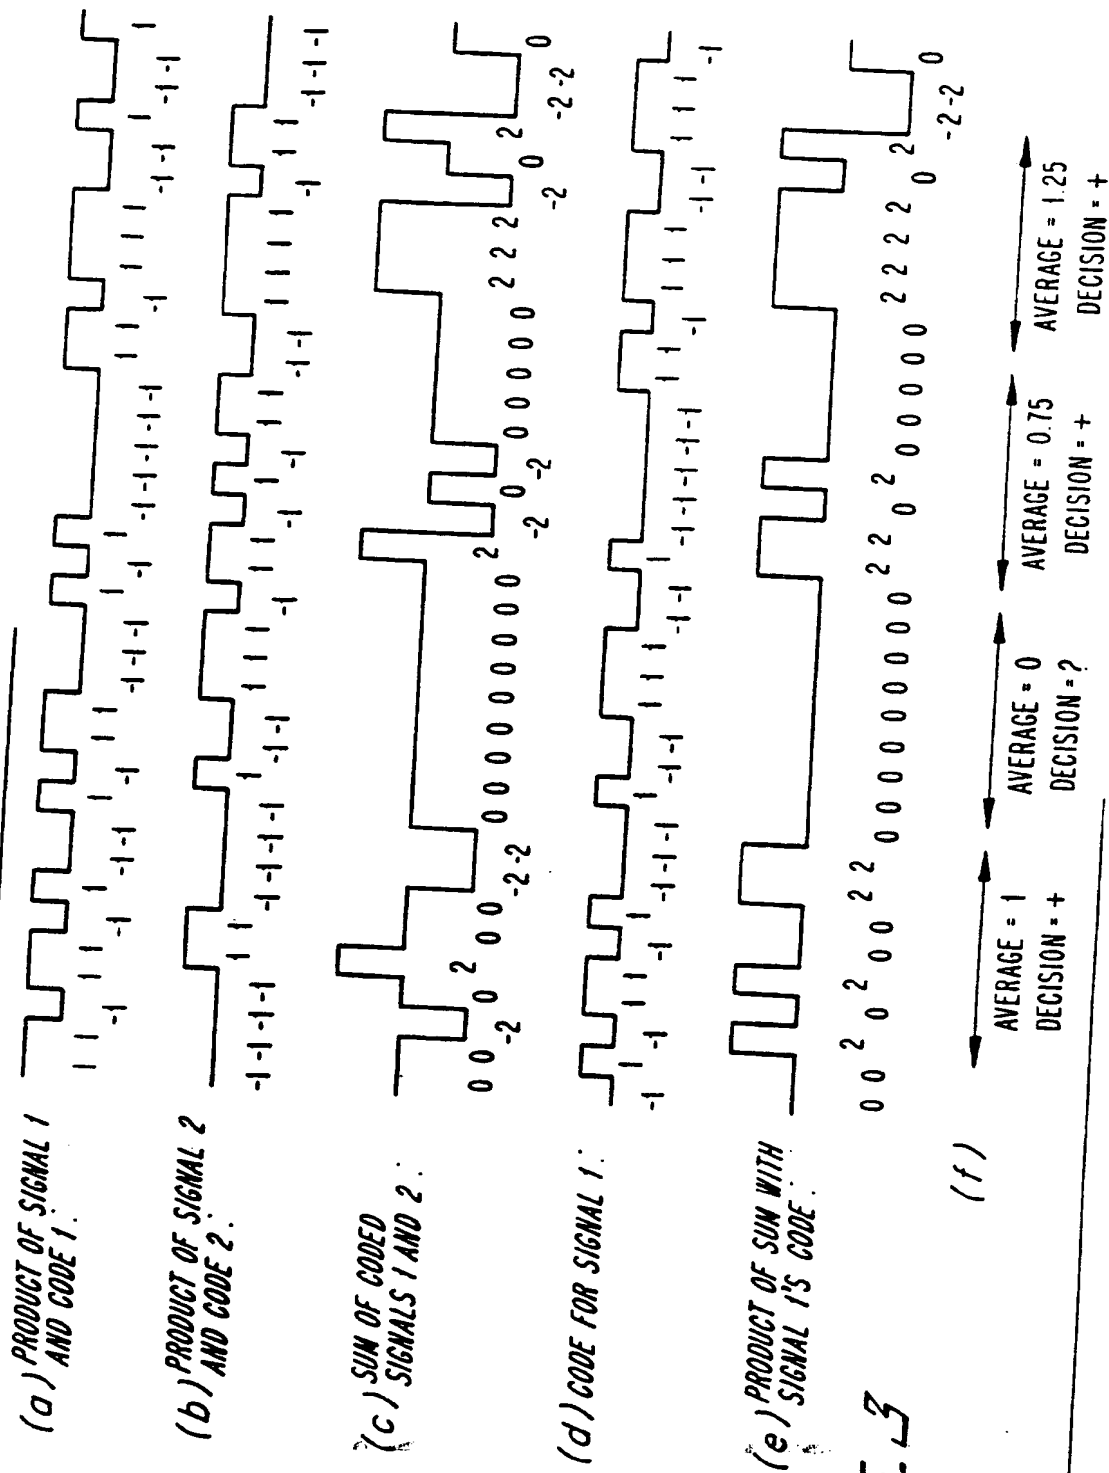 (a) PRODUCT OF SIGNAL 1
AND CODE 1.
1 1 -1 1 1 -1 1 -1 -1 1 -1 1 1 -1 -1 -1 1 -1 1 -1 -1 -1 -1 -1 1 1 -1 1 1 1 -1 -1 1 -1 -1 1
(b) PRODUCT OF SIGNAL 2
AND CODE 2.
-1 -1 -1 -1 1 1 -1 -1 -1 -1 1 -1 -1 1 1 1 -1 1 1 -1 1 -1 1 1 -1 -1 1 1 1 1 -1 1 1 -1 -1 -1
(c) SUM OF CODED
SIGNALS 1 AND 2.
0 0 -2 0 2 0 0 -2 -2 0 0 0 0 0 0 0 0 0 2 -2 0 -2 0 0 0 0 0 2 2 2 -2 0 2 -2 -2 0
(d) CODE FOR SIGNAL 1.
-1 1 -1 1 1 -1 1 -1 -1 -1 1 -1 -1 1 1 1 -1 -1 1 -1 -1 -1 -1 -1 1 1 -1 1 1 1 -1 -1 1 1 1 -1
(e) PRODUCT OF SUM WITH
SIGNAL 1'S CODE.
0 0 2 0 2 0 0 2 2 0 0 0 0 0 0 0 0 0 2 2 0 2 0 0 0 0 0 2 2 2 2 0 2 -2 -2 0
(f)
AVERAGE = 1
DECISION = +
AVERAGE = 0
DECISION = ?
AVERAGE = 0.75
DECISION = +
AVERAGE = 1.25
DECISION = +
3